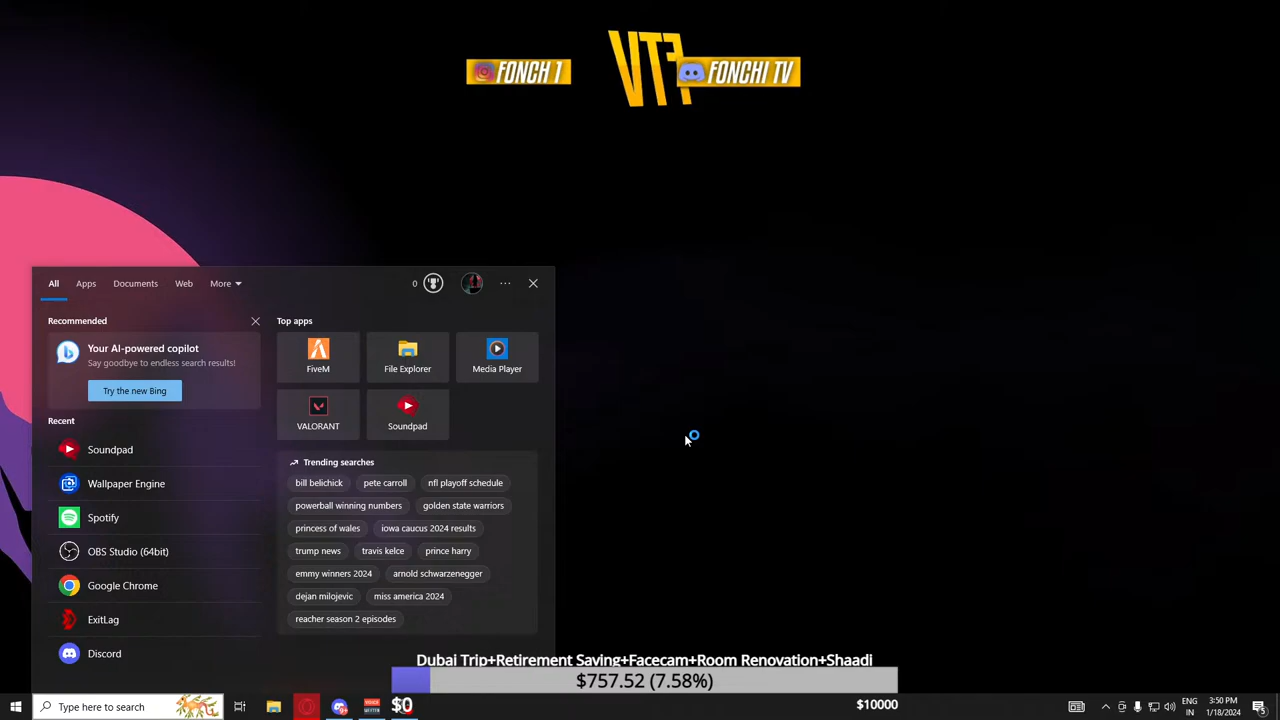 FONCH 1
VT
FONCHI TV
All
Apps
Documents
Web
More
0
Recommended
Your AI-powered copilot
Say goodbye to endless search results!
Try the new Bing
Recent
Soundpad
Wallpaper Engine
Spotify
OBS Studio (64bit)
Google Chrome
ExitLag
Discord
Top apps
FiveM
File Explorer
Media Player
VALORANT
Soundpad
Trending searches
bill belichick
pete carroll
nfl playoff schedule
powerball winning numbers
golden state warriors
princess of wales
iowa caucus 2024 results
trump news
travis kelce
prince harry
emmy winners 2024
arnold schwarzenegger
dejan milojevic
miss america 2024
reacher season 2 episodes
Dubai Trip+Retirement Saving+Facecam+Room Renovation+Shaadi
$757.52 (7.58%)
$0
$10000
Type here to search
ENG
IN
3:50 PM
1/18/2024